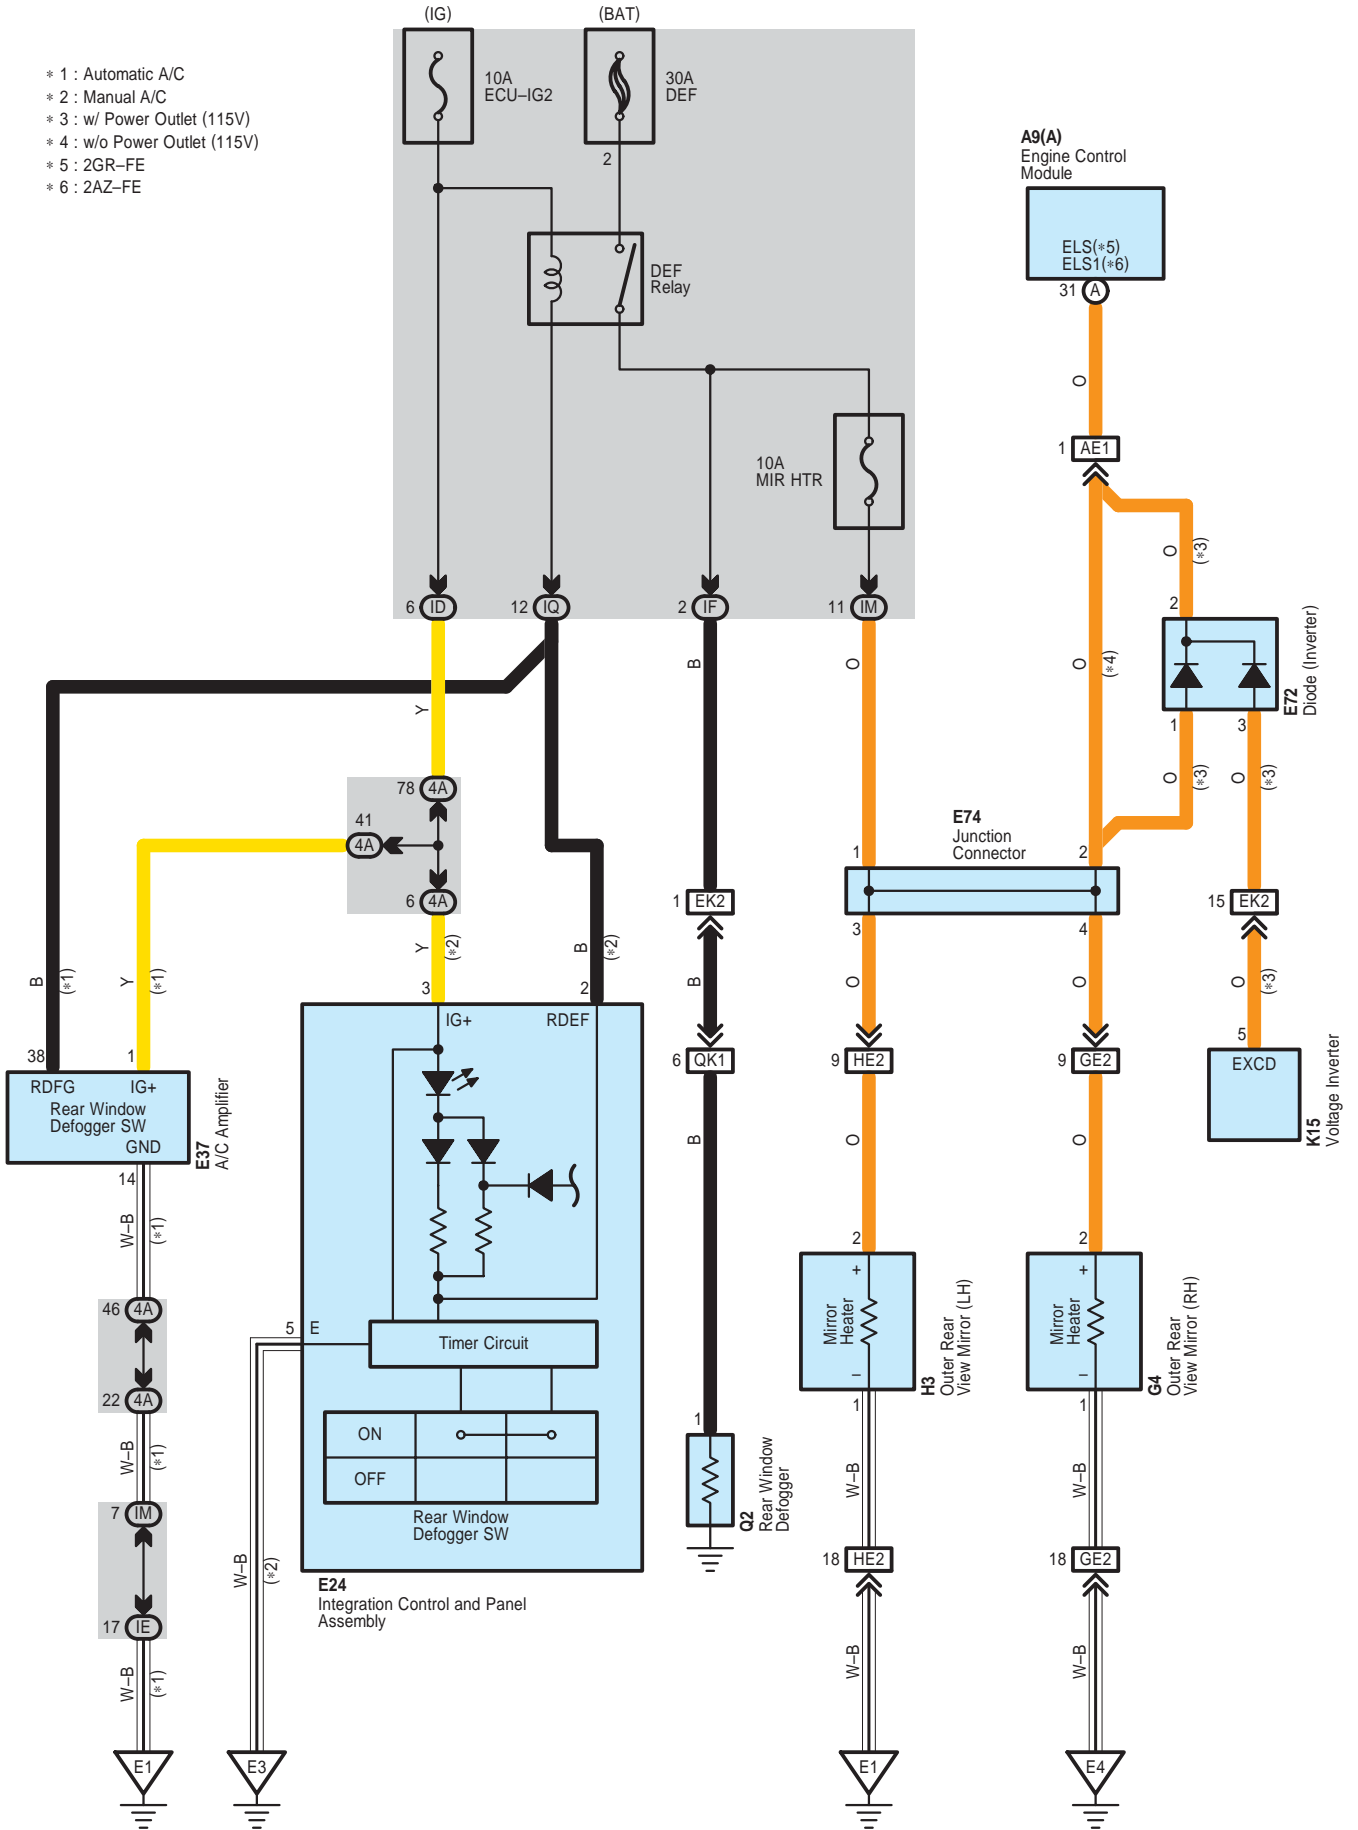 (IG)
(BAT)
∗ 1 : Automatic A/C
∗ 2 : Manual A/C
∗ 3 : w/ Power Outlet (115V)
∗ 4 : w/o Power Outlet (115V)
∗ 5 : 2GR–FE
∗ 6 : 2AZ–FE
10A
ECU–IG2
30A
DEF
2
DEF
Relay
10A
MIR HTR
A9(A)
Engine Control
Module
ELS(∗5)
ELS1(∗6)
31 A
O
1 AE1
O
(∗3)
2
E72
Diode (Inverter)
6 ID
12 IQ
2 IF
11 IM
B
O
O
(∗4)
Y
1
3
O
(∗3)
O
(∗3)
78 4A
41
4A
6 4A
E74
Junction
Connector
1
2
3
4
1 EK2
15 EK2
B
(∗1)
Y
(∗1)
Y
(∗2)
B
(∗2)
B
O
O
O
(∗3)
3
2
5
IG+
RDEF
38
1
RDFG
IG+
Rear Window
Defogger SW
GND
E37
A/C Amplifier
6 QK1
9 HE2
9 GE2
EXCD
K15
Voltage Inverter
B
O
O
14
W–B
(∗1)
46 4A
22 4A
W–B
(∗1)
7 IM
17 IE
W–B
(∗1)
E1
5 E
Timer Circuit
ON
OFF
Rear Window
Defogger SW
E24
Integration Control and Panel
Assembly
W–B
(∗2)
E3
1
Q2
Rear Window
Defogger
2
+
Mirror
Heater
–
H3
Outer Rear
View Mirror (LH)
1
W–B
18 HE2
W–B
E1
2
+
Mirror
Heater
–
G4
Outer Rear
View Mirror (RH)
1
W–B
18 GE2
W–B
E4